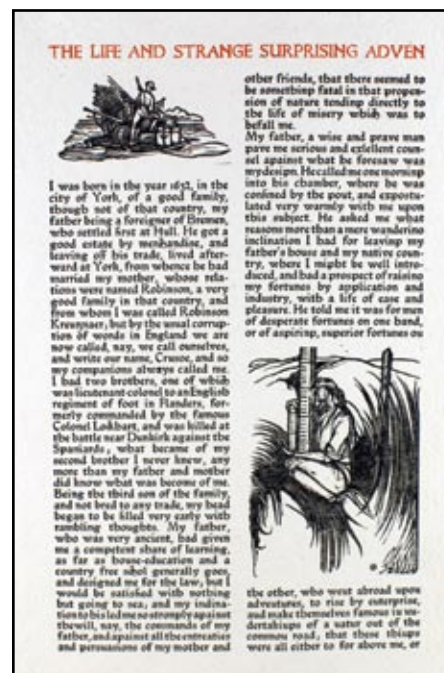 THE LIFE AND STRANGE SURPRISING ADVEN
I was born in the year 1632, in the
city of York, of a good family,
though not of that country, my
father being a foreigner of Bremen,
who settled first at Hull. He got a
good estate by merchandise, and
leaving off his trade, lived after-
ward at York, from whence he had
married my mother, whose rela-
tions were named Robinson, a very
good family in that country, and
from whom I was called Robinson
Kreutznaer; but by the usual corrup-
tion of words in England we are
now called, nay, we call ourselves,
and write our name, Crusoe, and so
my companions always called me.
I had two brothers, one of which
was lieutenant-colonel to an English
regiment of foot in Flanders, for-
merly commanded by the famous
Colonel Lockhart, and was killed at
the battle near Dunkirk against the
Spaniards; what became of my
second brother I never knew, any
more than my father and mother
did know what was become of me.
Being the third son of the family,
and not bred to any trade, my head
began to be filled very early with
rambling thoughts. My father,
who was very ancient, had given
me a competent share of learning,
as far as house-education and a
country free school generally goes,
and designed me for the law; but I
would be satisfied with nothing
but going to sea; and my inclina-
tion to this led me so strongly against
the will, nay, the commands of my
father, and against all the entreaties
and persuasions of my mother and
other friends, that there seemed to
be something fatal in that propen-
sion of nature tending directly to
the life of misery which was to
befall me.
My father, a wise and grave man
gave me serious and excellent coun-
sel against what he foresaw was
my design. He called me one morning
into his chamber, where he was
confined by the gout, and expostu-
lated very warmly with me upon
this subject. He asked me what
reasons more than a mere wandering
inclination I had for leaving my
father's house and my native coun-
try, where I might be well intro-
duced, and had a prospect of raising
my fortunes by application and
industry, with a life of ease and
pleasure. He told me it was for men
of desperate fortunes on one hand,
or of aspiring, superior fortunes on
the other, who went abroad upon
adventures, to rise by enterprise,
and make themselves famous in un-
dertakings of a nature out of the
common road; that these things
were all either to for above me, or